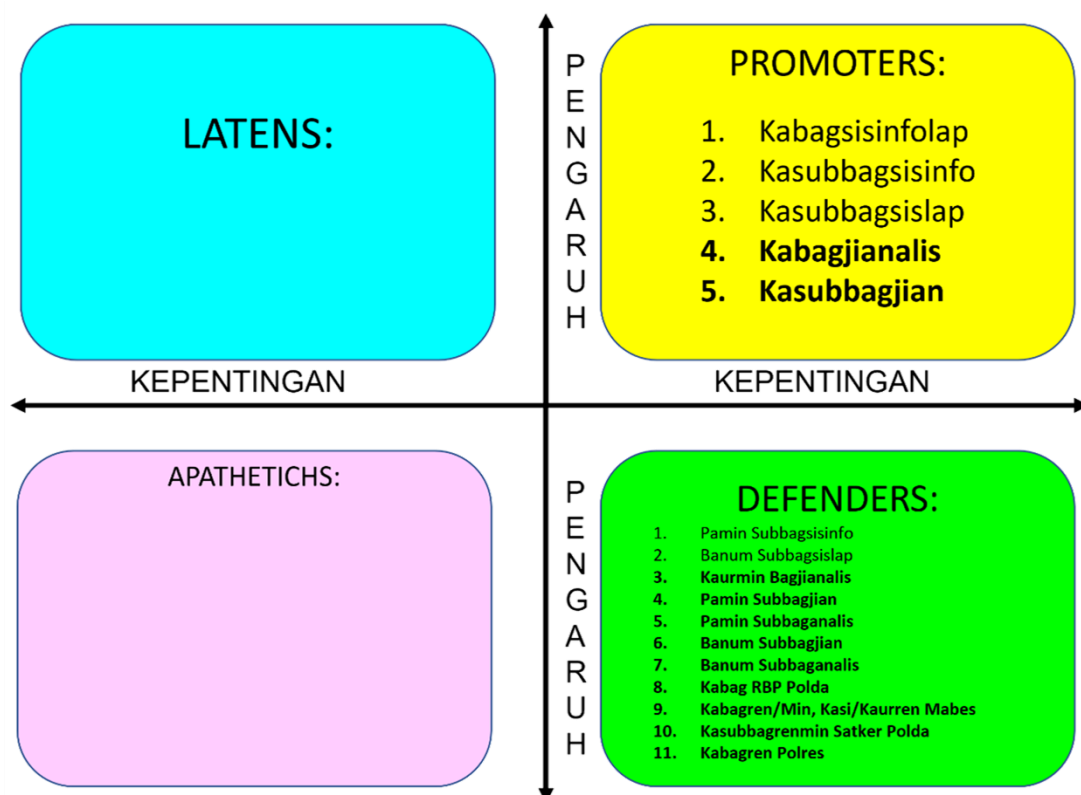 LATENS:
PENGARUH
PROMOTERS:
1. Kabagsisinfolap
2. Kasubbagsisinfo
3. Kasubbagsislap
4. Kabagjianalis
5. Kasubbagjian
KEPENTINGAN
KEPENTINGAN
APATHETICHS:
PENGARUH
DEFENDERS:
1. Pamin Subbagsisinfo
2. Banum Subbagsislap
3. Kaurmin Bagjianalis
4. Pamin Subbagjian
5. Pamin Subbaganalis
6. Banum Subbagjian
7. Banum Subbaganalis
8. Kabag RBP Polda
9. Kabagren/Min, Kasi/Kaurren Mabes
10. Kasubbagrenmin Satker Polda
11. Kabagren Polres